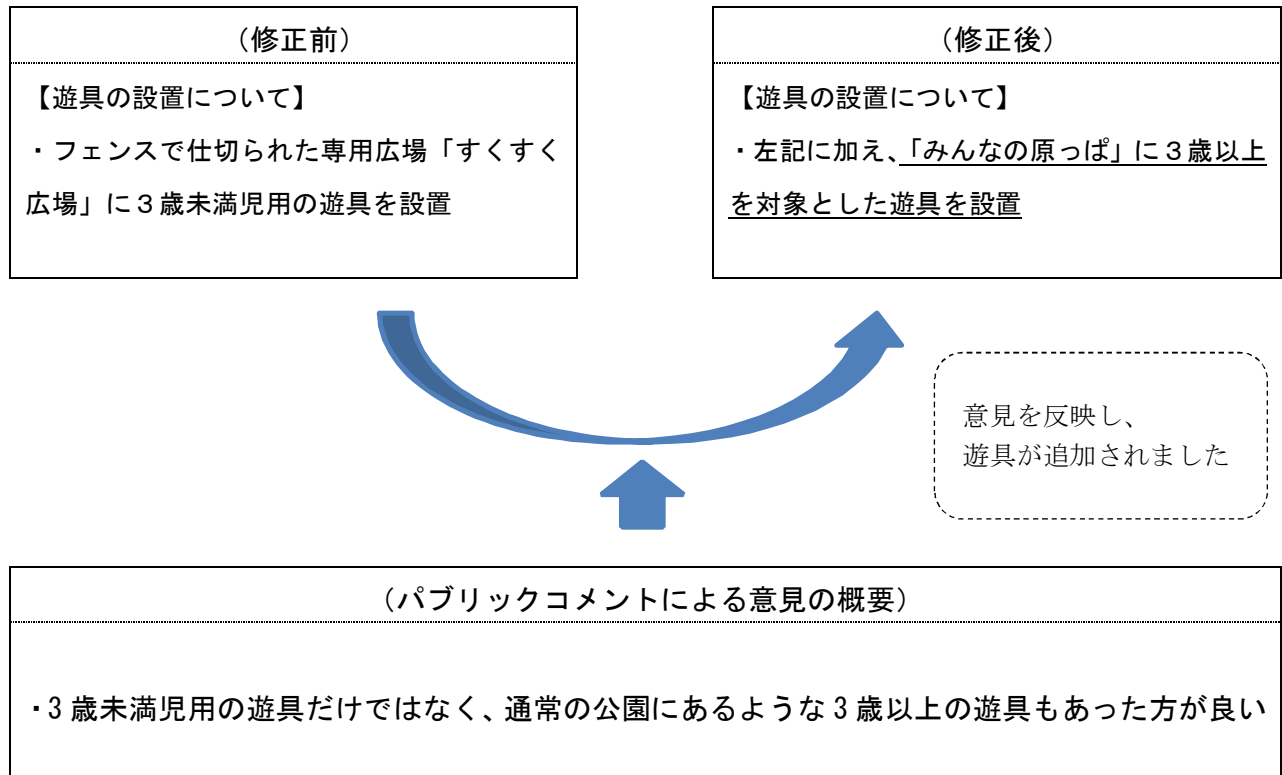 （修正前）
【遊具の設置について】
・フェンスで仕切られた専用広場「すくすく
広場」に３歳未満児用の遊具を設置
（修正後）
【遊具の設置について】
・左記に加え、「みんなの原っぱ」に３歳以上
を対象とした遊具を設置
意見を反映し、
遊具が追加されました
（パブリックコメントによる意見の概要）
・3 歳未満児用の遊具だけではなく、通常の公園にあるような 3 歳以上の遊具もあった方が良い